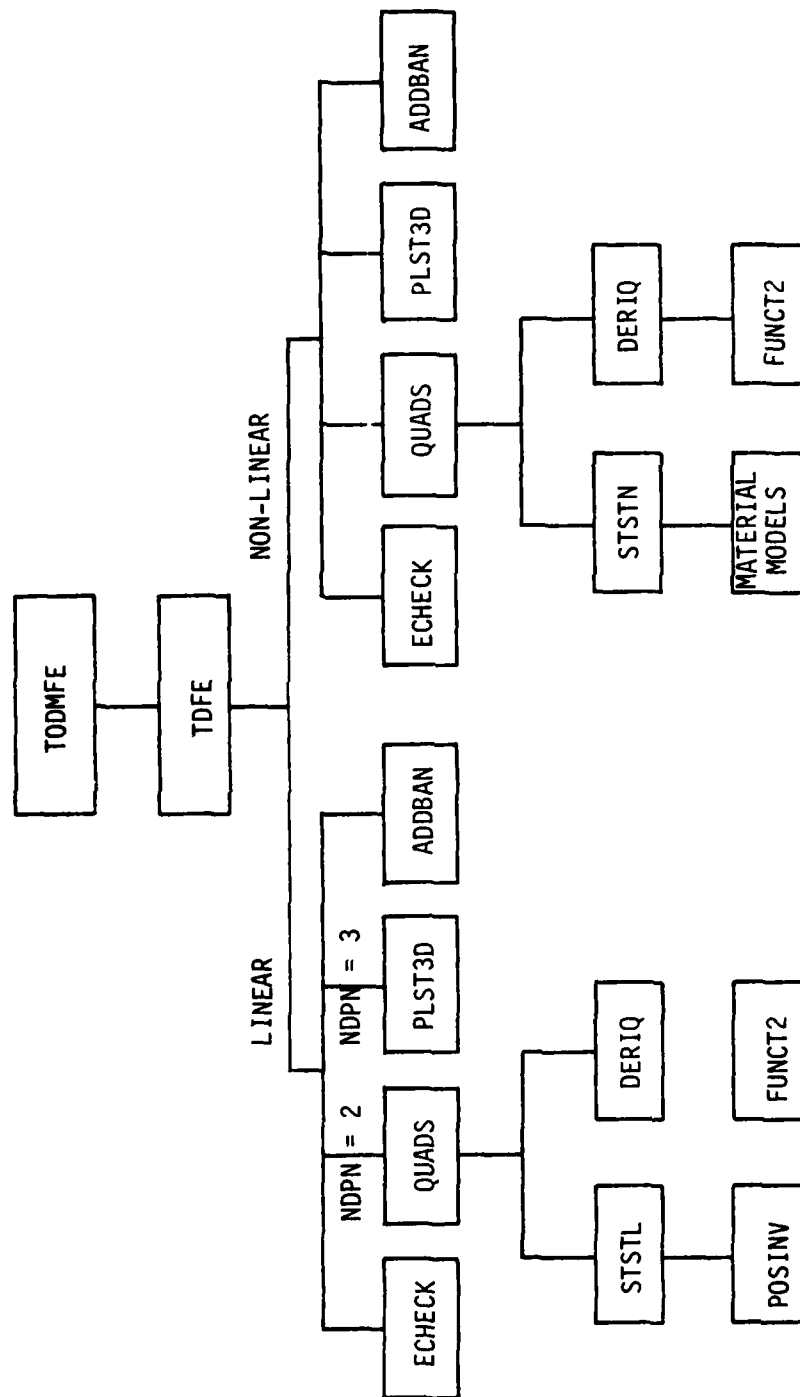 TODMFE
TDFE
LINEAR
NON-LINEAR
NDPN = 2
NDPN = 3
ECHECK
QUADS
PLST3D
ADDBAN
ECHECK
QUADS
PLST3D
ADDBAN
STSTL
DERIQ
STSTN
DERIQ
POSINV
FUNCT2
MATERIAL
MODELS
FUNCT2